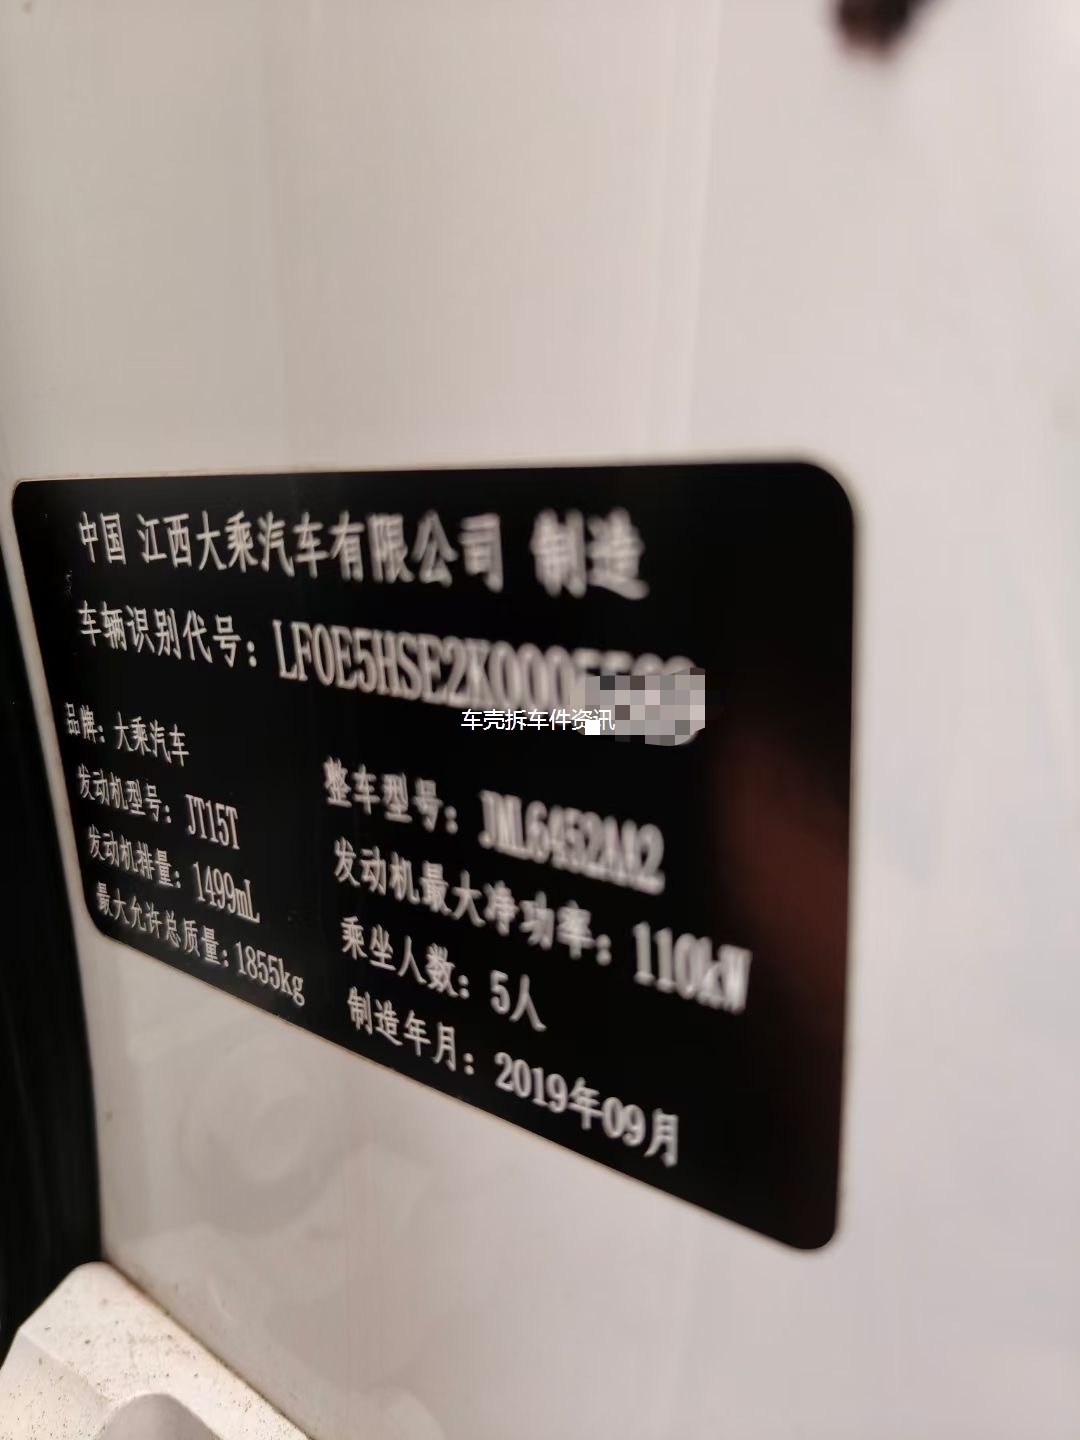 中国 江西大乘汽车有限公司 制造
车辆识别代号：LF0E5HSE2K000
车壳拆车件资讯
品牌：大乘汽车
发动机型号：JT15T
发动机排量：1499mL
最大允许总质量：1855kg
整车型号：JML6452AA2
发动机最大净功率：110kW
乘坐人数：5人
制造年月：2019年09月